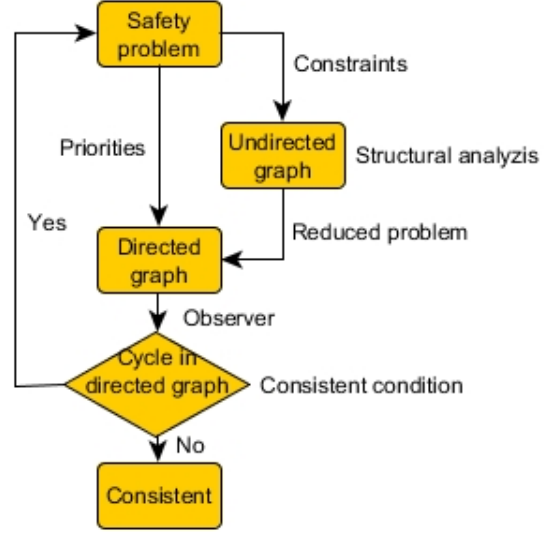 Safety
problem
Constraints
Priorities
Undirected
graph
Structural analyzis
Yes
Reduced problem
Directed
graph
Observer
Cycle in
directed graph
Consistent condition
No
Consistent